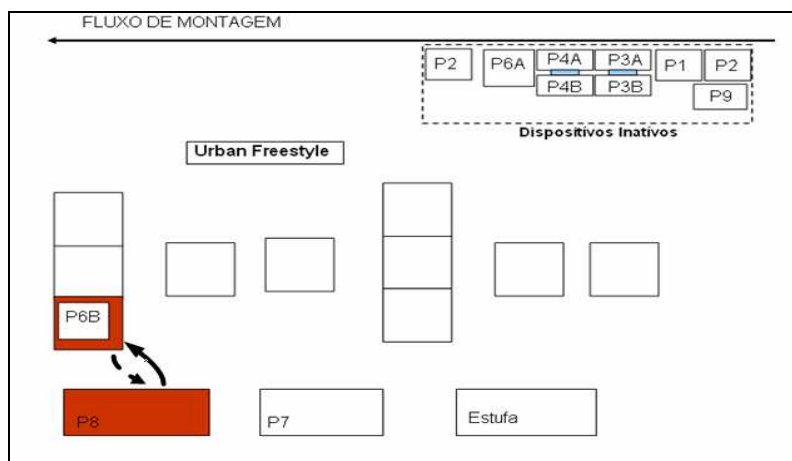 FLUXO DE MONTAGEM
P2 P6A P4A P3A P1 P2
P4B P3B
P9
Dispositivos Inativos
Urban Freestyle
P6B
P8 P7 Estufa